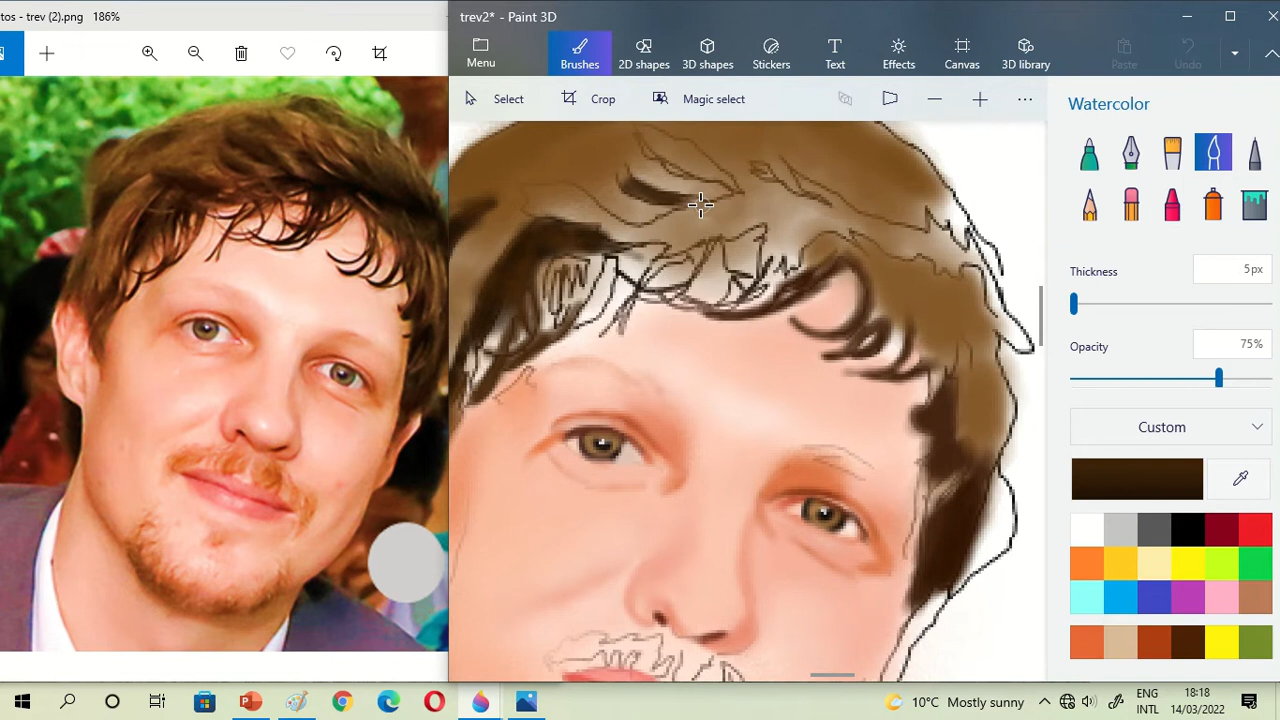 tos - trev (2).png 186%
trev2* - Paint 3D
Menu
Brushes
2D shapes
3D shapes
Stickers
Text
Effects
Canvas
3D library
Paste
Undo
Select
Crop
Magic select
Watercolor
Thickness
5px
Opacity
75%
Custom
10°C Mostly sunny
ENG
INTL
18:18
14/03/2022